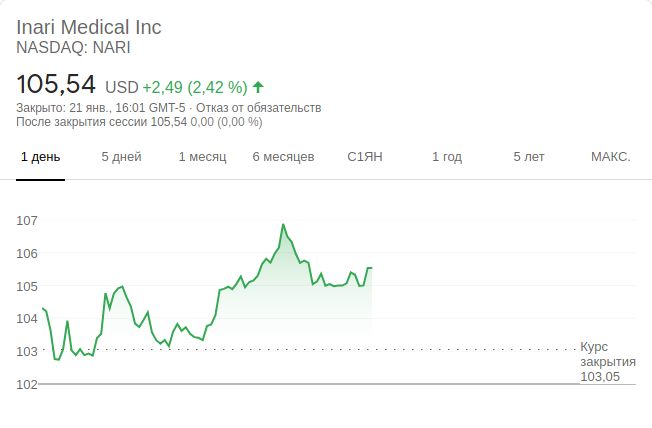 Inari Medical Inc
NASDAQ: NARI
105,54 USD +2,49 (2,42 %)
Закрыто: 21 янв., 16:01 GMT-5 · Отказ от обязательств
После закрытия сессии 105,54 0,00 (0,00 %)
1 день 5 дней 1 месяц 6 месяцев С1ЯН 1 год 5 лет МАКС.
107
106
105
104
103
Курс
закрытия
103,05
102